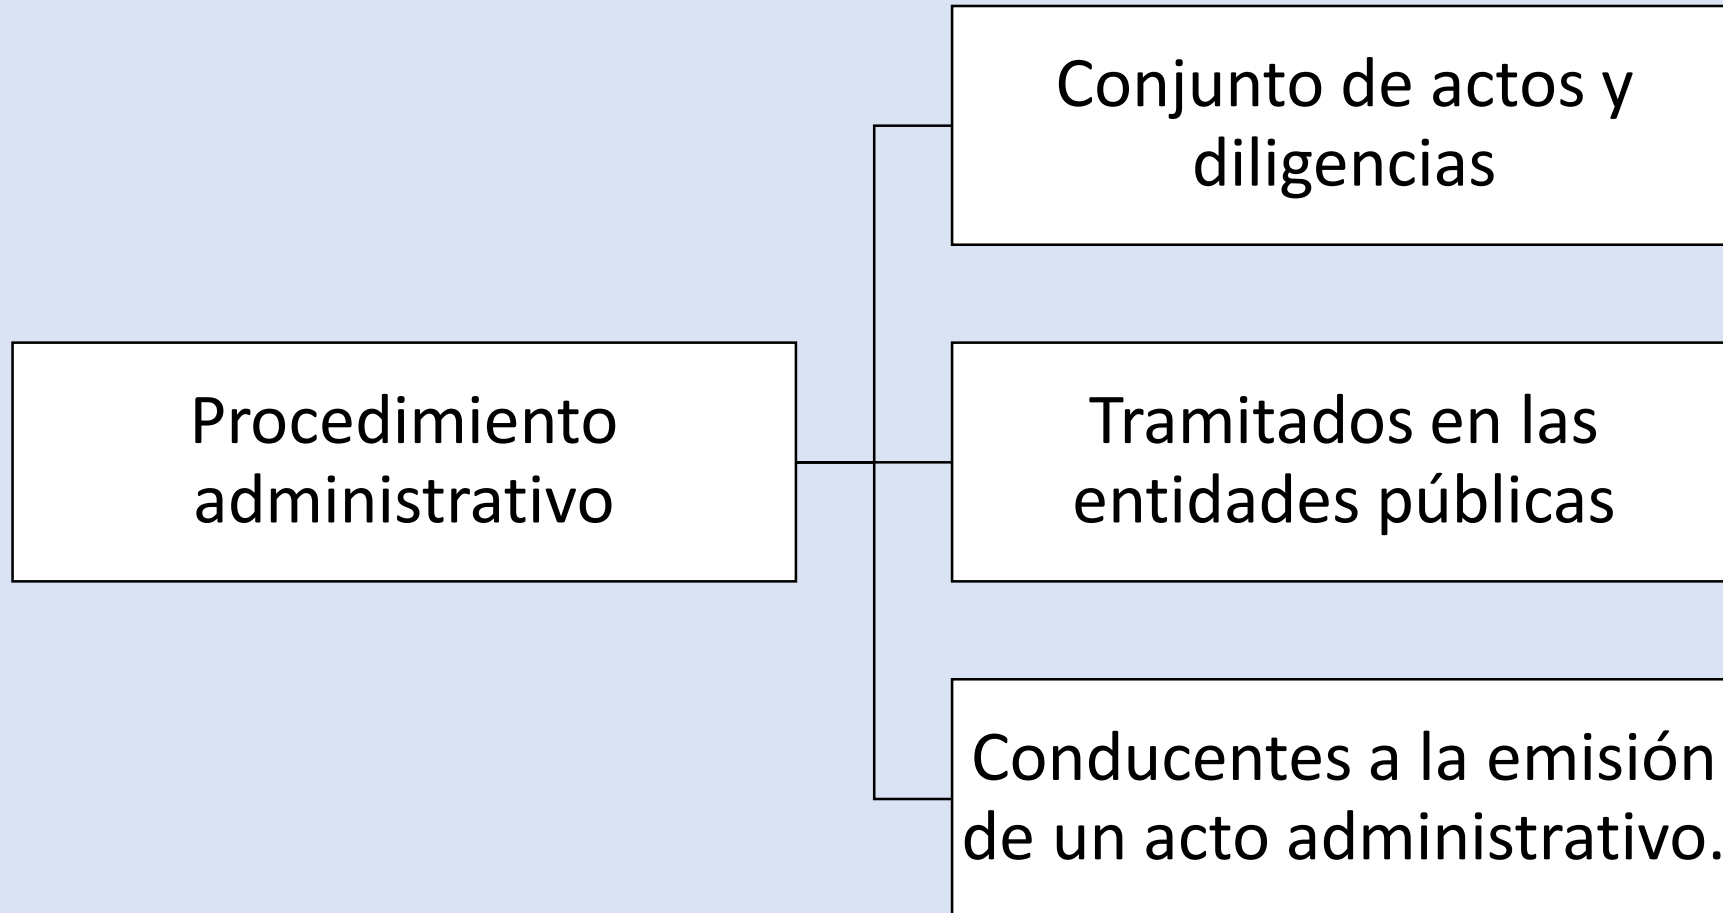 Conjunto de actos y
diligencias
Procedimiento
administrativo
Tramitados en las
entidades públicas
Conducentes a la emisión
de un acto administrativo.